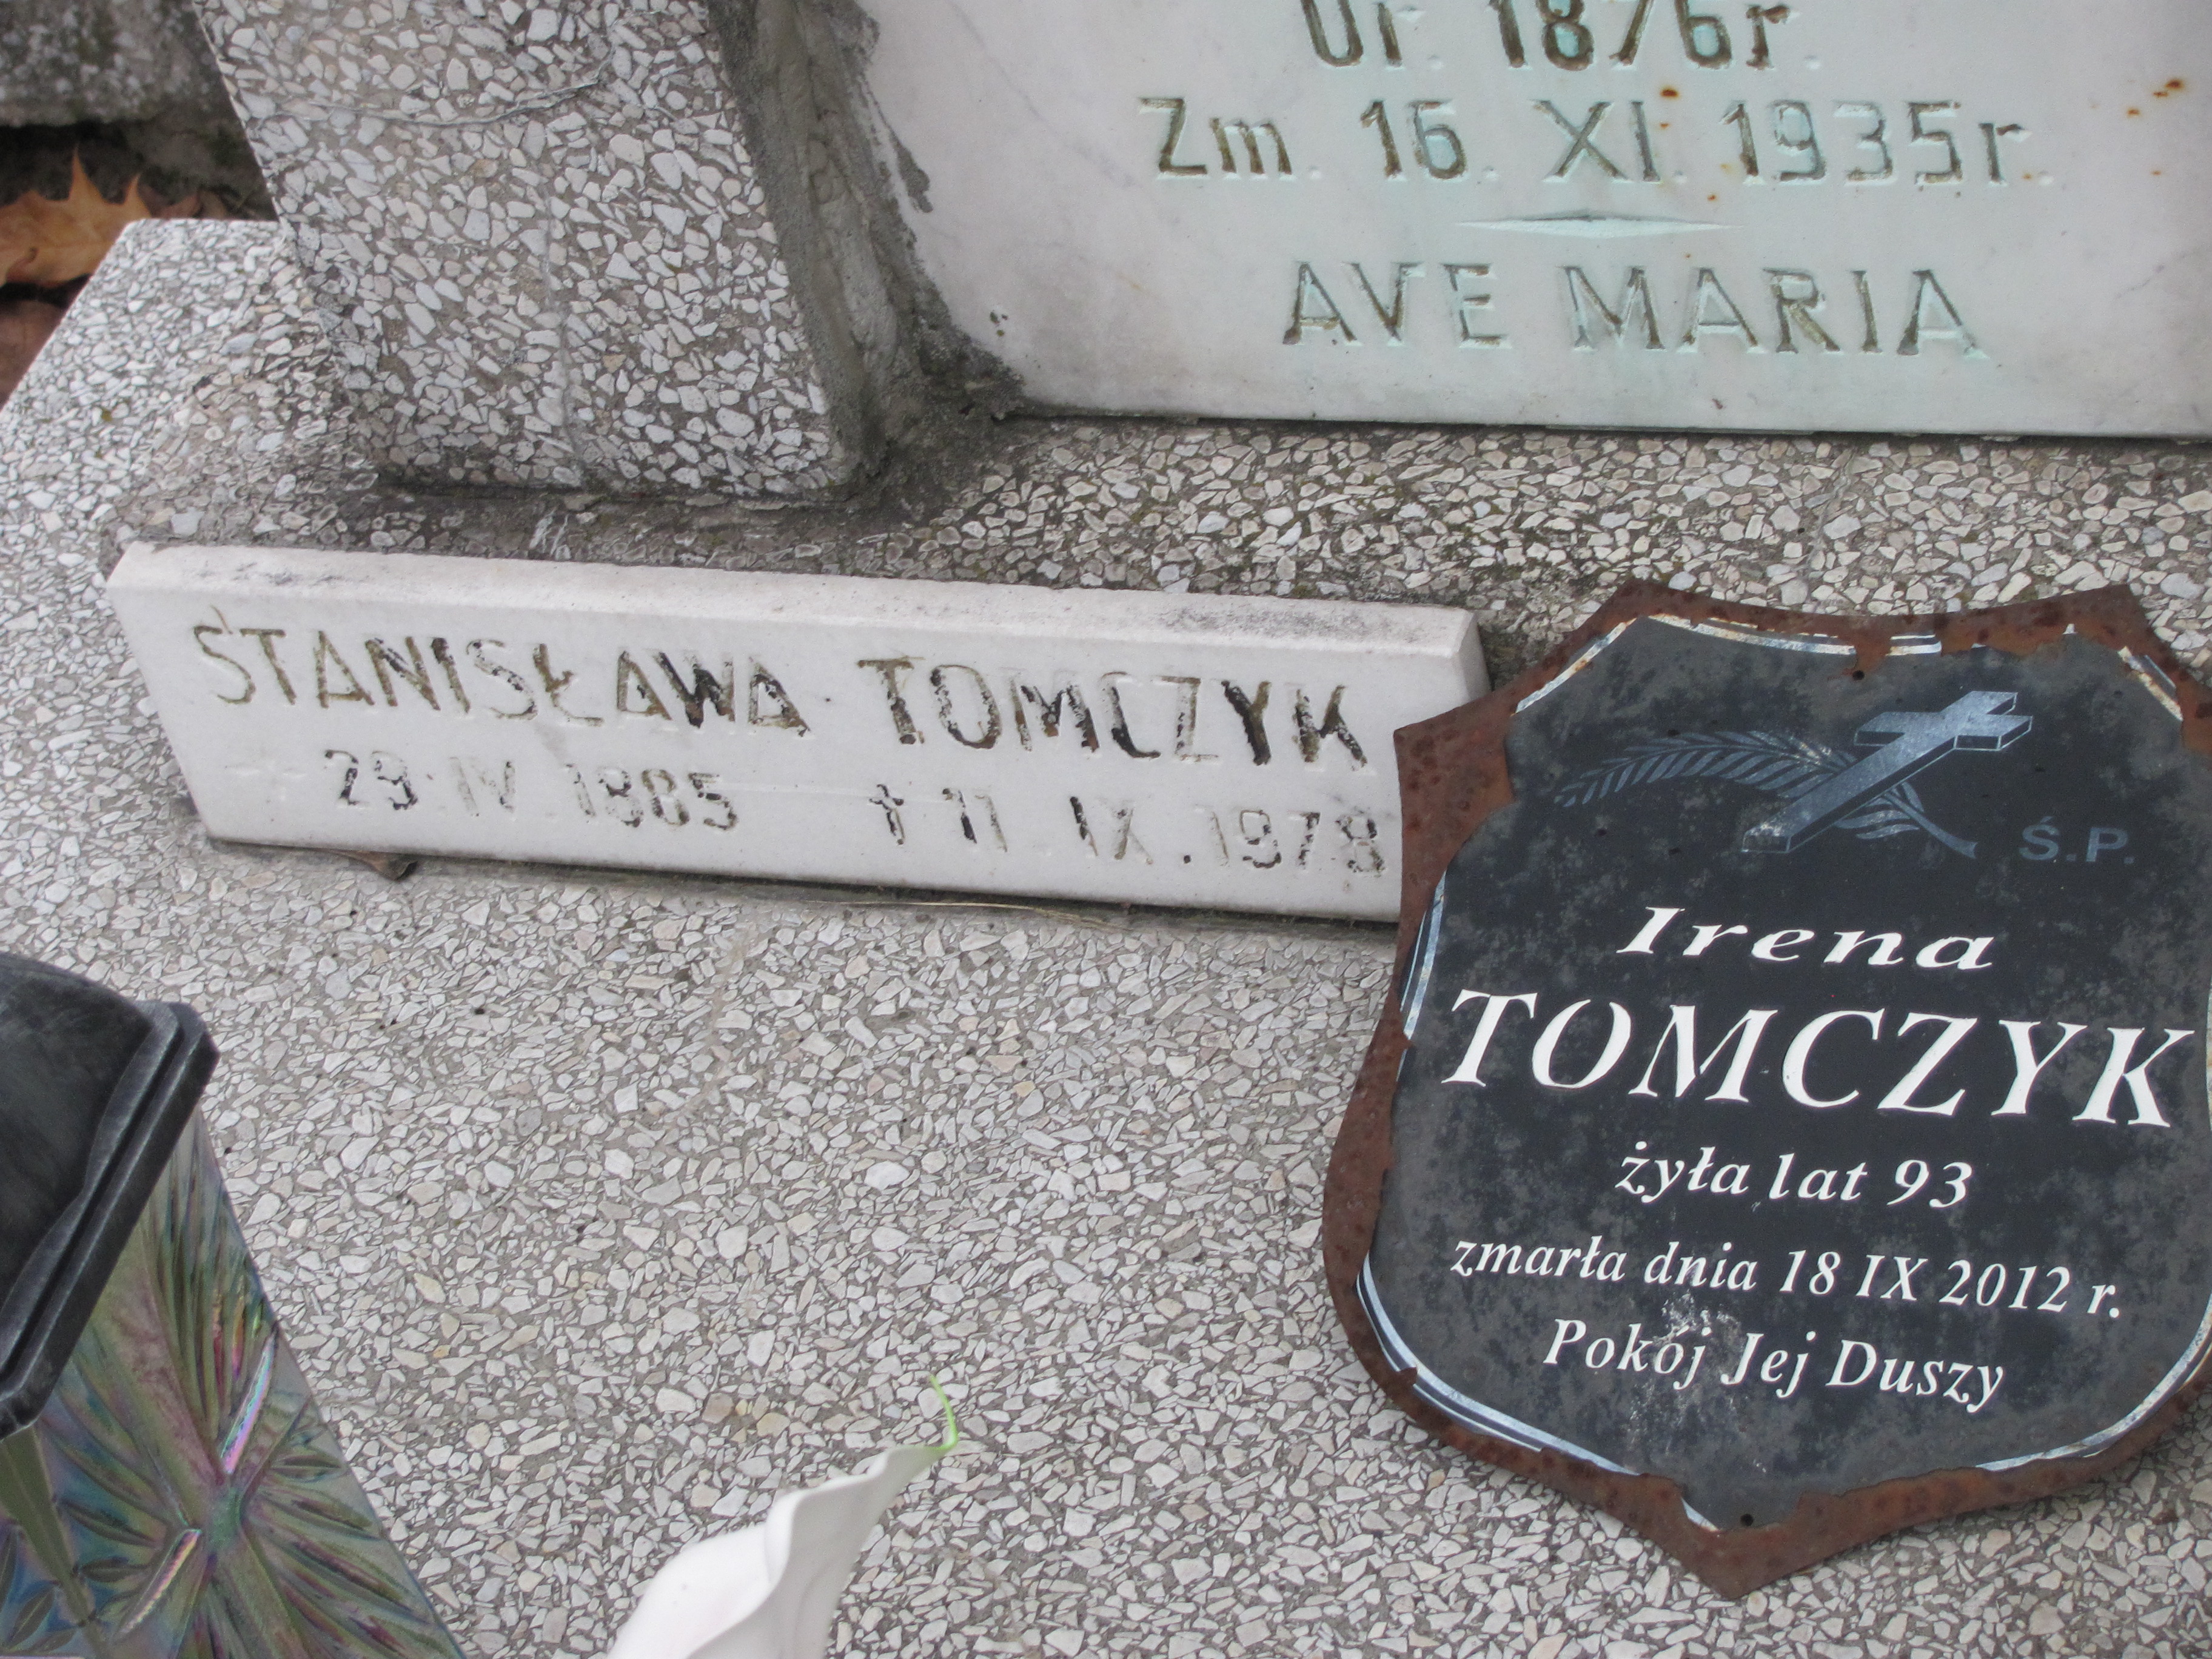 Ur. 1876r.
Zm. 16. XI. 1935r.
AVE MARIA
STANISŁAWA TOMCZYK
29.IV.1885 † 11.IX.1978
Ś.P.
Irena
TOMCZYK
żyła lat 93
zmarła dnia 18 IX 2012 r.
Pokój Jej Duszy